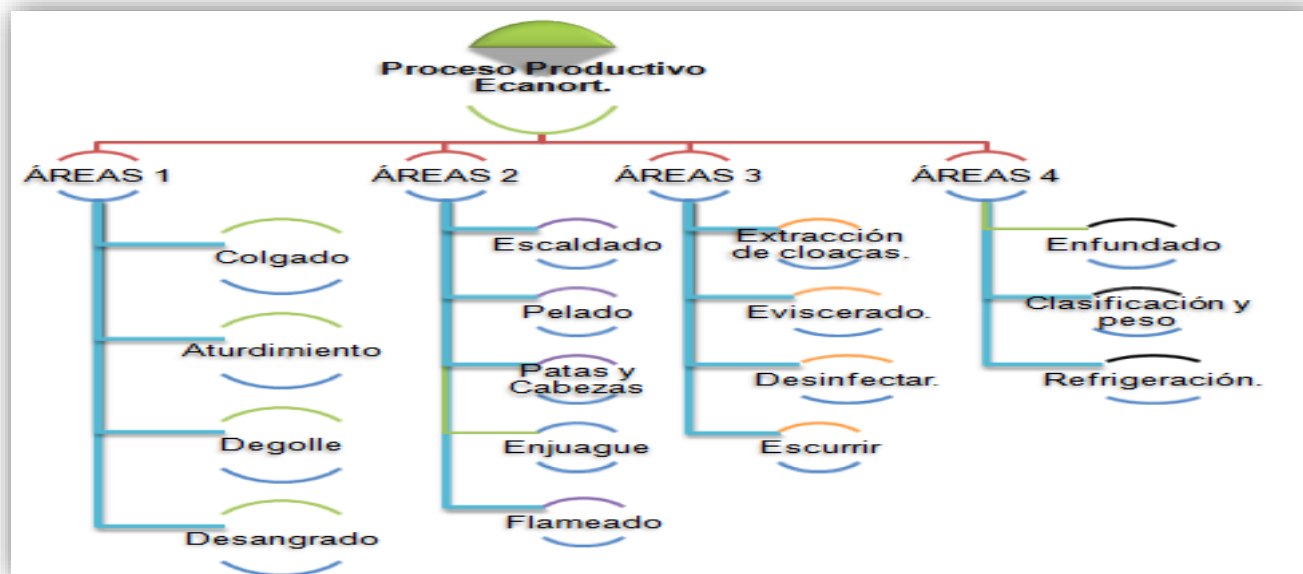 Proceso Productivo
Ecanort.
ÁREAS 1
Colgado
Aturdimiento
Degolle
Desangrado
ÁREAS 2
Escaldado
Pelado
Patas y
Cabezas
Enjuague
Flameado
ÁREAS 3
Extracción
de cloacas.
Eviscerado.
Desinfectar.
Escurrir
ÁREAS 4
Enfundado
Clasificación y
peso
Refrigeración.